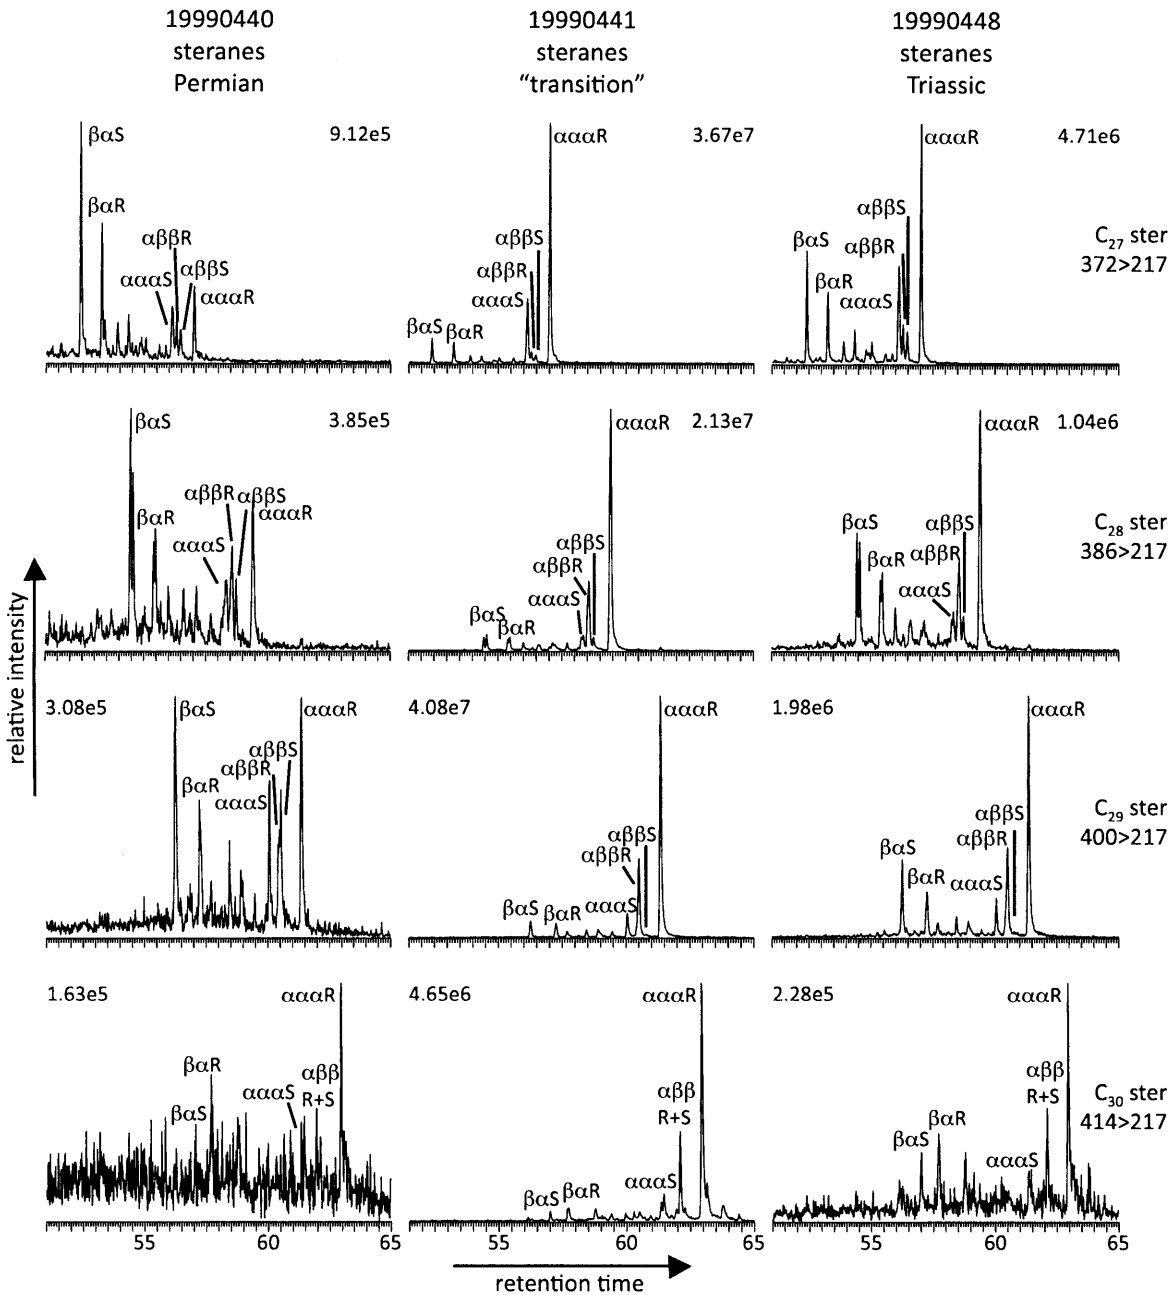 19990440
steranes
Permian
19990441
steranes
“transition”
19990448
steranes
Triassic
βαS
9.12e5
βαR
αββR
αααS
αββS
αααR
αααR
3.67e7
αββS
αββR
αααS
βαS
βαR
αααR
4.71e6
αββS
βαS
αββR
βαR
αααS
C27 ster
372>217
βαS
3.85e5
αββR
αββS
βαR
αααR
αααS
αααR
2.13e7
αββS
αββR
αααS
βαS
βαR
αααR
1.04e6
βαS
αββS
βαR
αββR
αααS
C28 ster
386>217
3.08e5
βαS
αααR
αββS
αββR
βαR
αααS
4.08e7
αααR
αββS
αββR
βαS
βαR
αααS
1.98e6
αααR
αββS
αββR
βαS
βαR
αααS
C29 ster
400>217
1.63e5
αααR
βαR
αββ
R+S
αααS
βαS
4.65e6
αααR
αββ
R+S
αααS
βαS
βαR
2.28e5
αααR
αββ
R+S
βαR
βαS
αααS
C30 ster
414>217
55
60
65
55
60
65
55
60
65
relative intensity
retention time